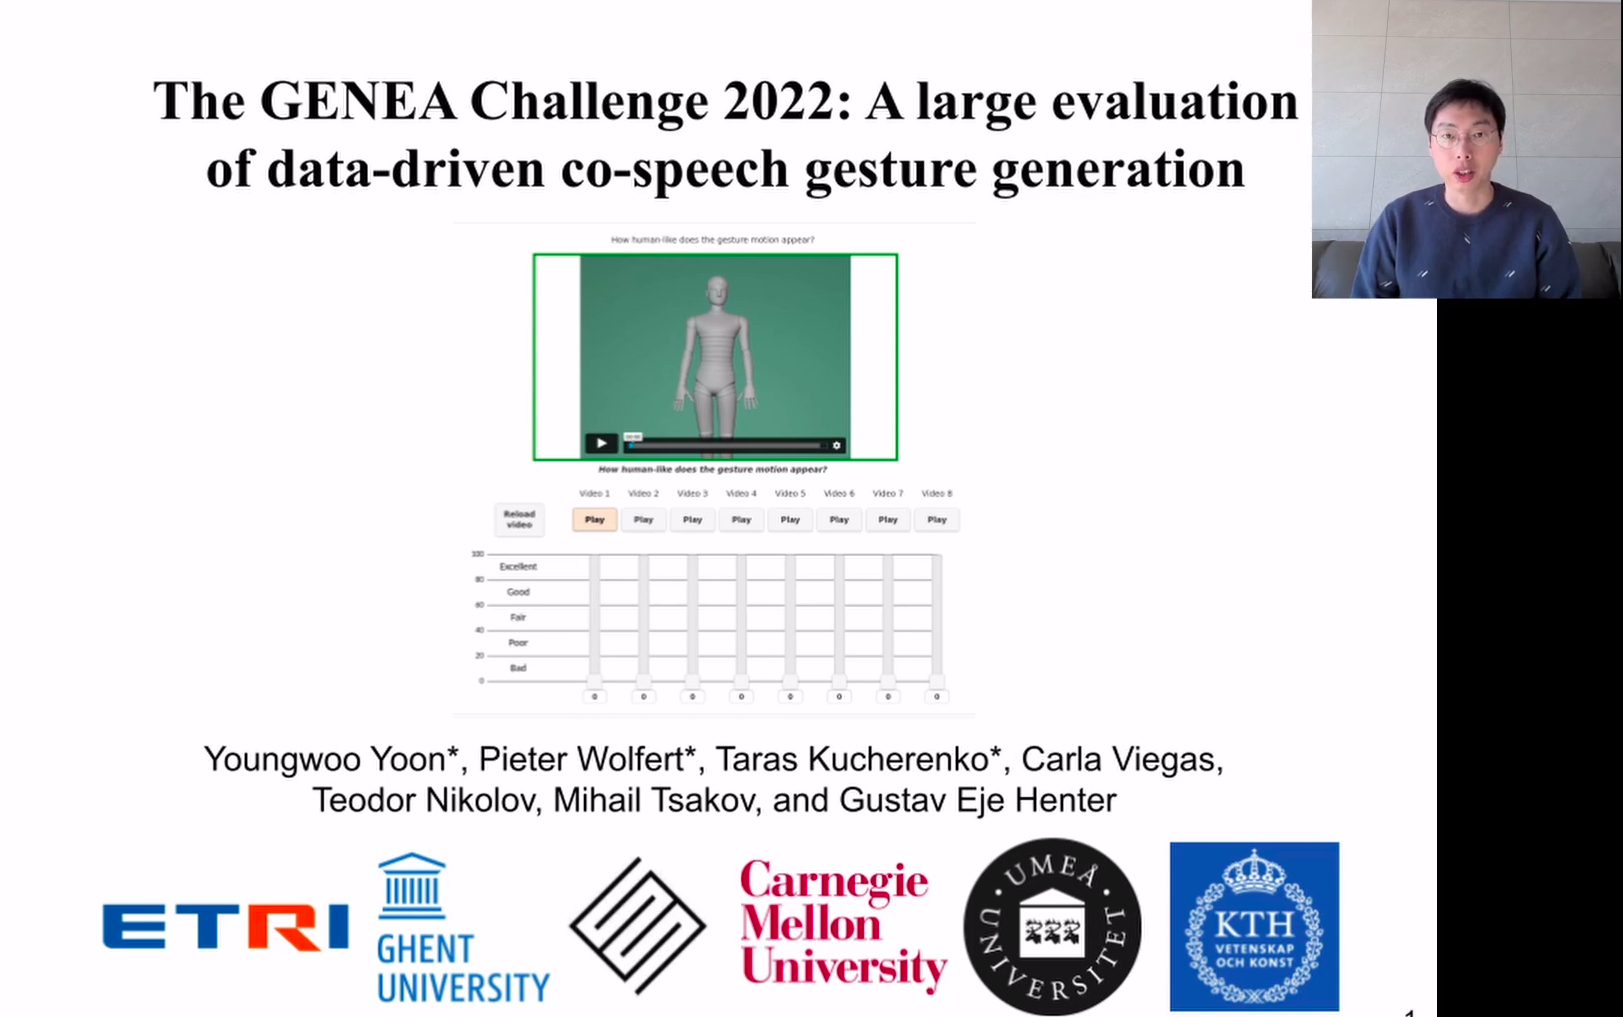 The GENEA Challenge 2022: A large evaluation
of data-driven co-speech gesture generation
How human-like does the gesture motion appear?
How human-like does the gesture motion appear?
Video 1 Video 2 Video 3 Video 4 Video 5 Video 6 Video 7 Video 8
Reload
video
Play Play Play Play Play Play Play Play
100
Excellent
80
Good
60
Fair
40
Poor
20
Bad
0
0 0 0 0 0 0 0 0
Youngwoo Yoon*, Pieter Wolfert*, Taras Kucherenko*, Carla Viegas,
Teodor Nikolov, Mihail Tsakov, and Gustav Eje Henter
ETRI
GHENT
UNIVERSITY
Carnegie
Mellon
University
UMEÅ
UNIVERSITET
KTH
VETENSKAP
OCH KONST
1